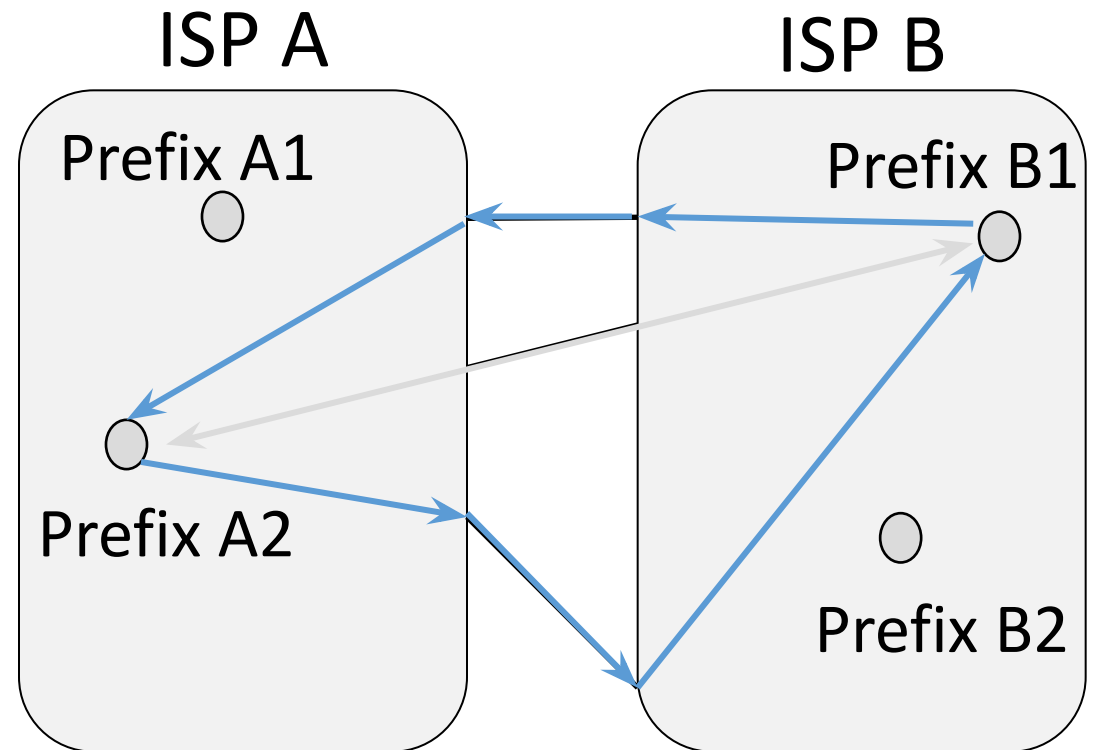 ISP A
ISP B
Prefix A1
Prefix B1
Prefix A2
Prefix B2